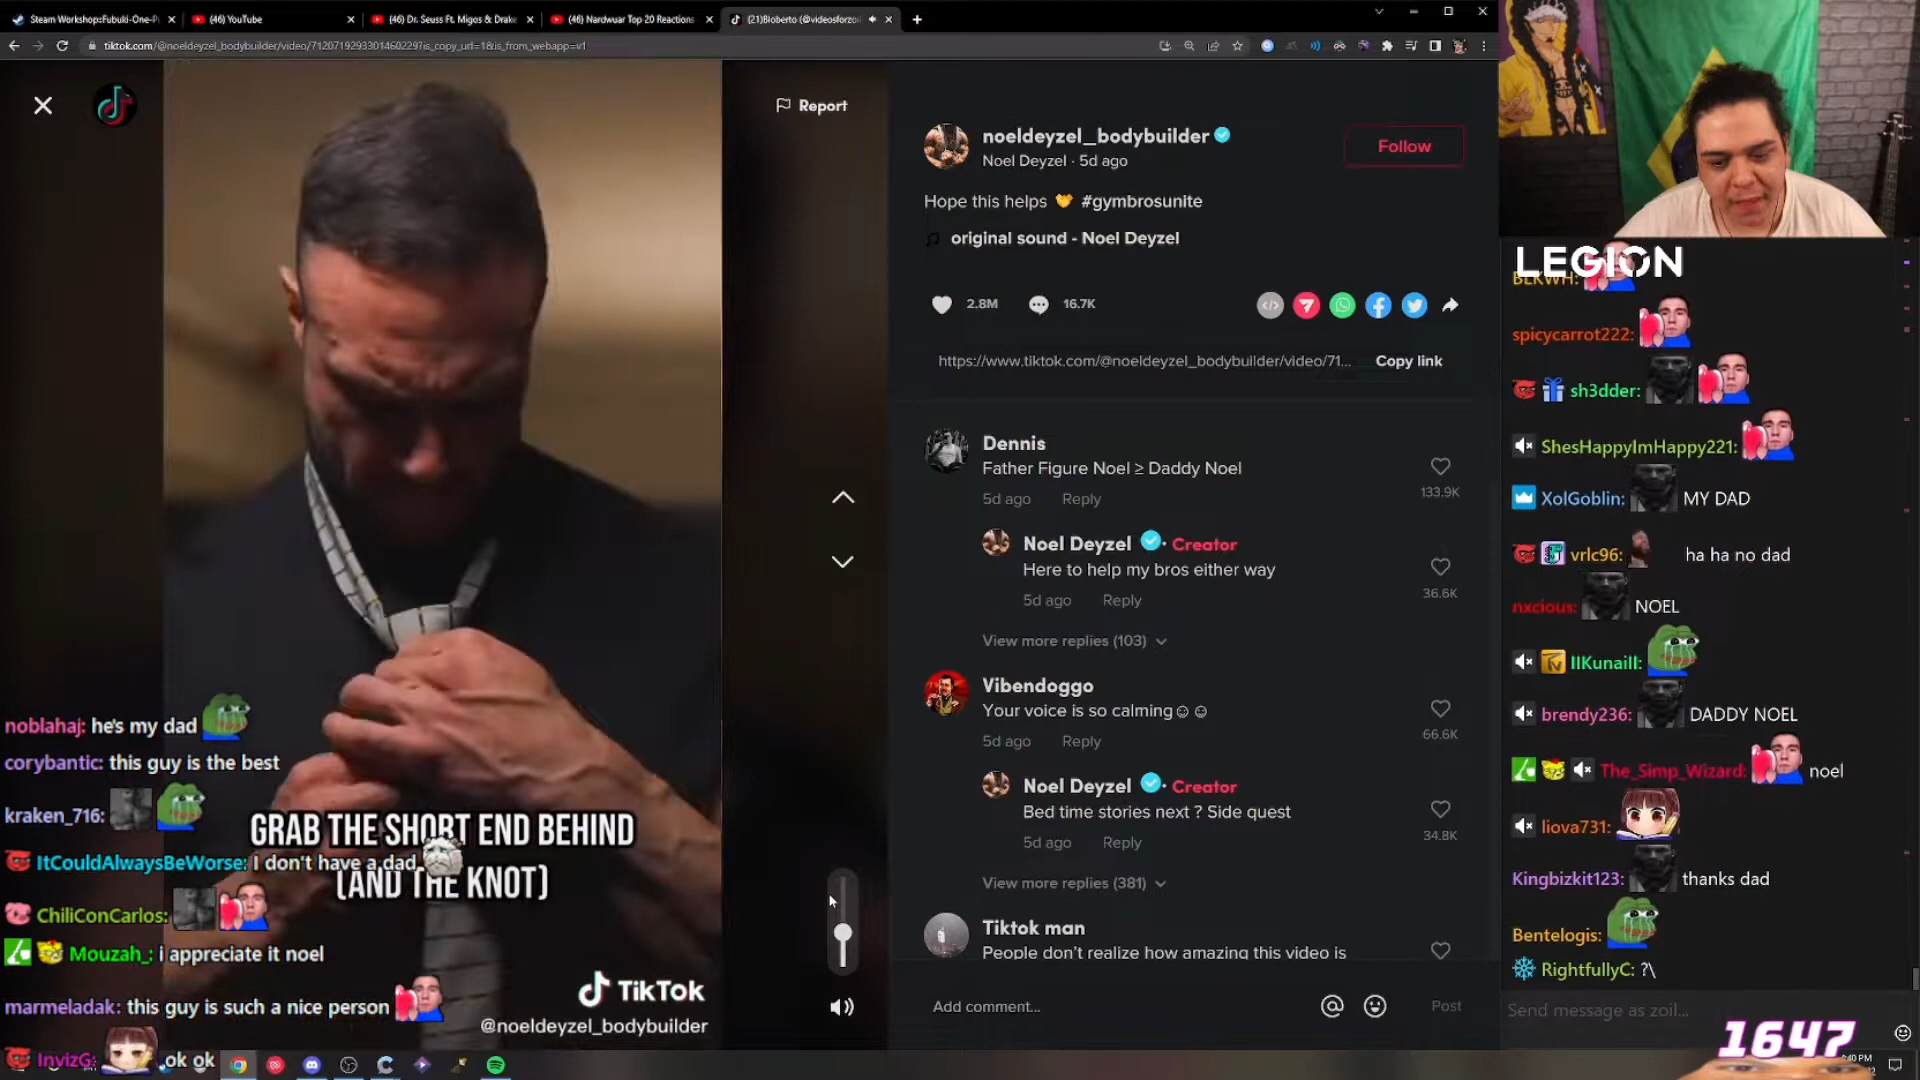 Steam Workshop::Fubuki-One-P
(46) YouTube
(46) Dr. Seuss Ft. Migos & Drake
(46) Nardwuar Top 20 Reactions
(21)Bloberto (@videosforzoil
tiktok.com/@noeldeyzel_bodybuilder/video/7120719293301460229?is_copy_url=1&is_from_webapp=v1
Report
noeldeyzel_bodybuilder
Noel Deyzel · 5d ago
Follow
Hope this helps #gymbrosunite
original sound - Noel Deyzel
2.8M
16.7K
https://www.tiktok.com/@noeldeyzel_bodybuilder/video/71...
Copy link
Dennis
Father Figure Noel ≥ Daddy Noel
133.9K
5d ago Reply
Noel Deyzel · Creator
Here to help my bros either way
36.6K
5d ago Reply
View more replies (103)
Vibendoggo
Your voice is so calming☺☺
66.6K
5d ago Reply
Noel Deyzel · Creator
Bed time stories next ? Side quest
34.8K
5d ago Reply
View more replies (381)
Tiktok man
People don't realize how amazing this video is
Add comment...
Post
GRAB THE SHORT END BEHIND
(AND THE KNOT)
TikTok
@noeldeyzel_bodybuilder
noblahaj: he's my dad
corybantic: this guy is the best
kraken_716:
ItCouldAlwaysBeWorse: I don't have a dad
ChiliConCarlos:
Mouzah_: i appreciate it noel
marmeladak: this guy is such a nice person
InvizG: ok ok
LEGION
BLKWH:
spicycarrot222:
sh3dder:
ShesHappyImHappy221:
XolGoblin: MY DAD
vrlc96: ha ha no dad
nxcious: NOEL
IIKunaill:
brendy236: DADDY NOEL
The_Simp_Wizard: noel
liova731:
Kingbizkit123: thanks dad
Bentelogis:
RightfullyC: ?\
Send message as zoil...
1647
:40 PM